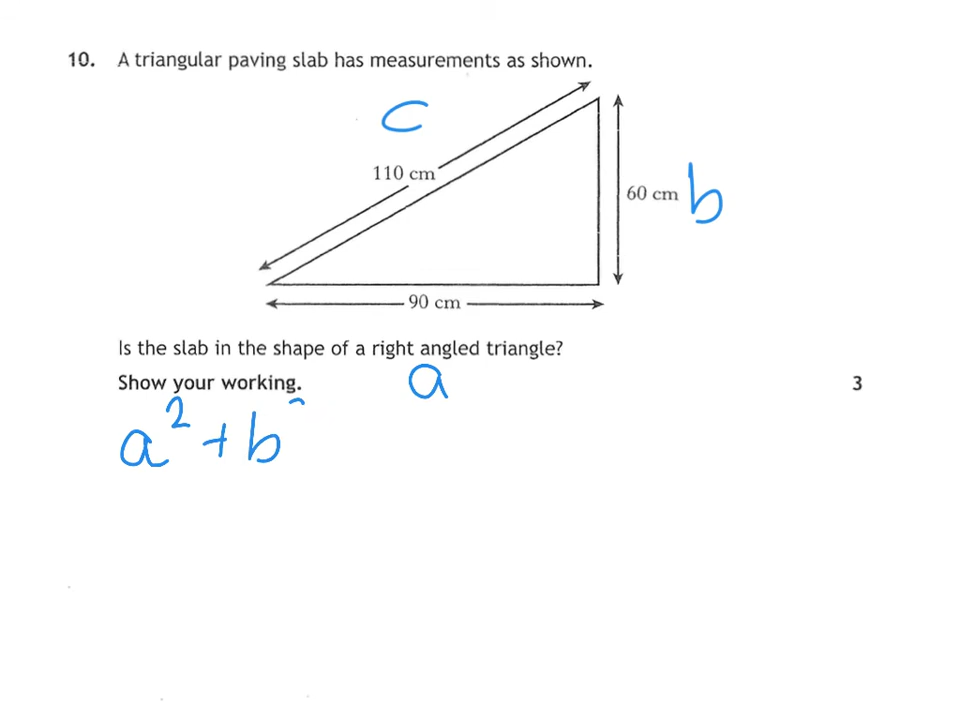 10. A triangular paving slab has measurements as shown.
c
110 cm
60 cm b
90 cm
Is the slab in the shape of a right angled triangle?
a
Show your working. 3
a² + b